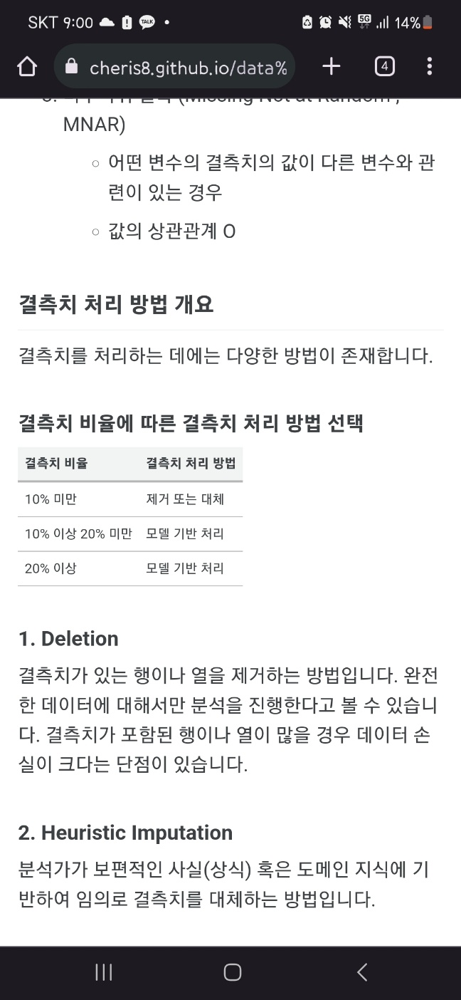 SKT 9:00 TALK 5G 14%
cheris8.github.io/data% 4
(Missing Not at Random ,
MNAR)
어떤 변수의 결측치의 값이 다른 변수와 관
련이 있는 경우
값의 상관관계 O
결측치 처리 방법 개요
결측치를 처리하는 데에는 다양한 방법이 존재합니다.
결측치 비율에 따른 결측치 처리 방법 선택
결측치 비율 결측치 처리 방법
10% 미만 제거 또는 대체
10% 이상 20% 미만 모델 기반 처리
20% 이상 모델 기반 처리
1. Deletion
결측치가 있는 행이나 열을 제거하는 방법입니다. 완전
한 데이터에 대해서만 분석을 진행한다고 볼 수 있습니
다. 결측치가 포함된 행이나 열이 많을 경우 데이터 손
실이 크다는 단점이 있습니다.
2. Heuristic Imputation
분석가가 보편적인 사실(상식) 혹은 도메인 지식에 기
반하여 임의로 결측치를 대체하는 방법입니다.